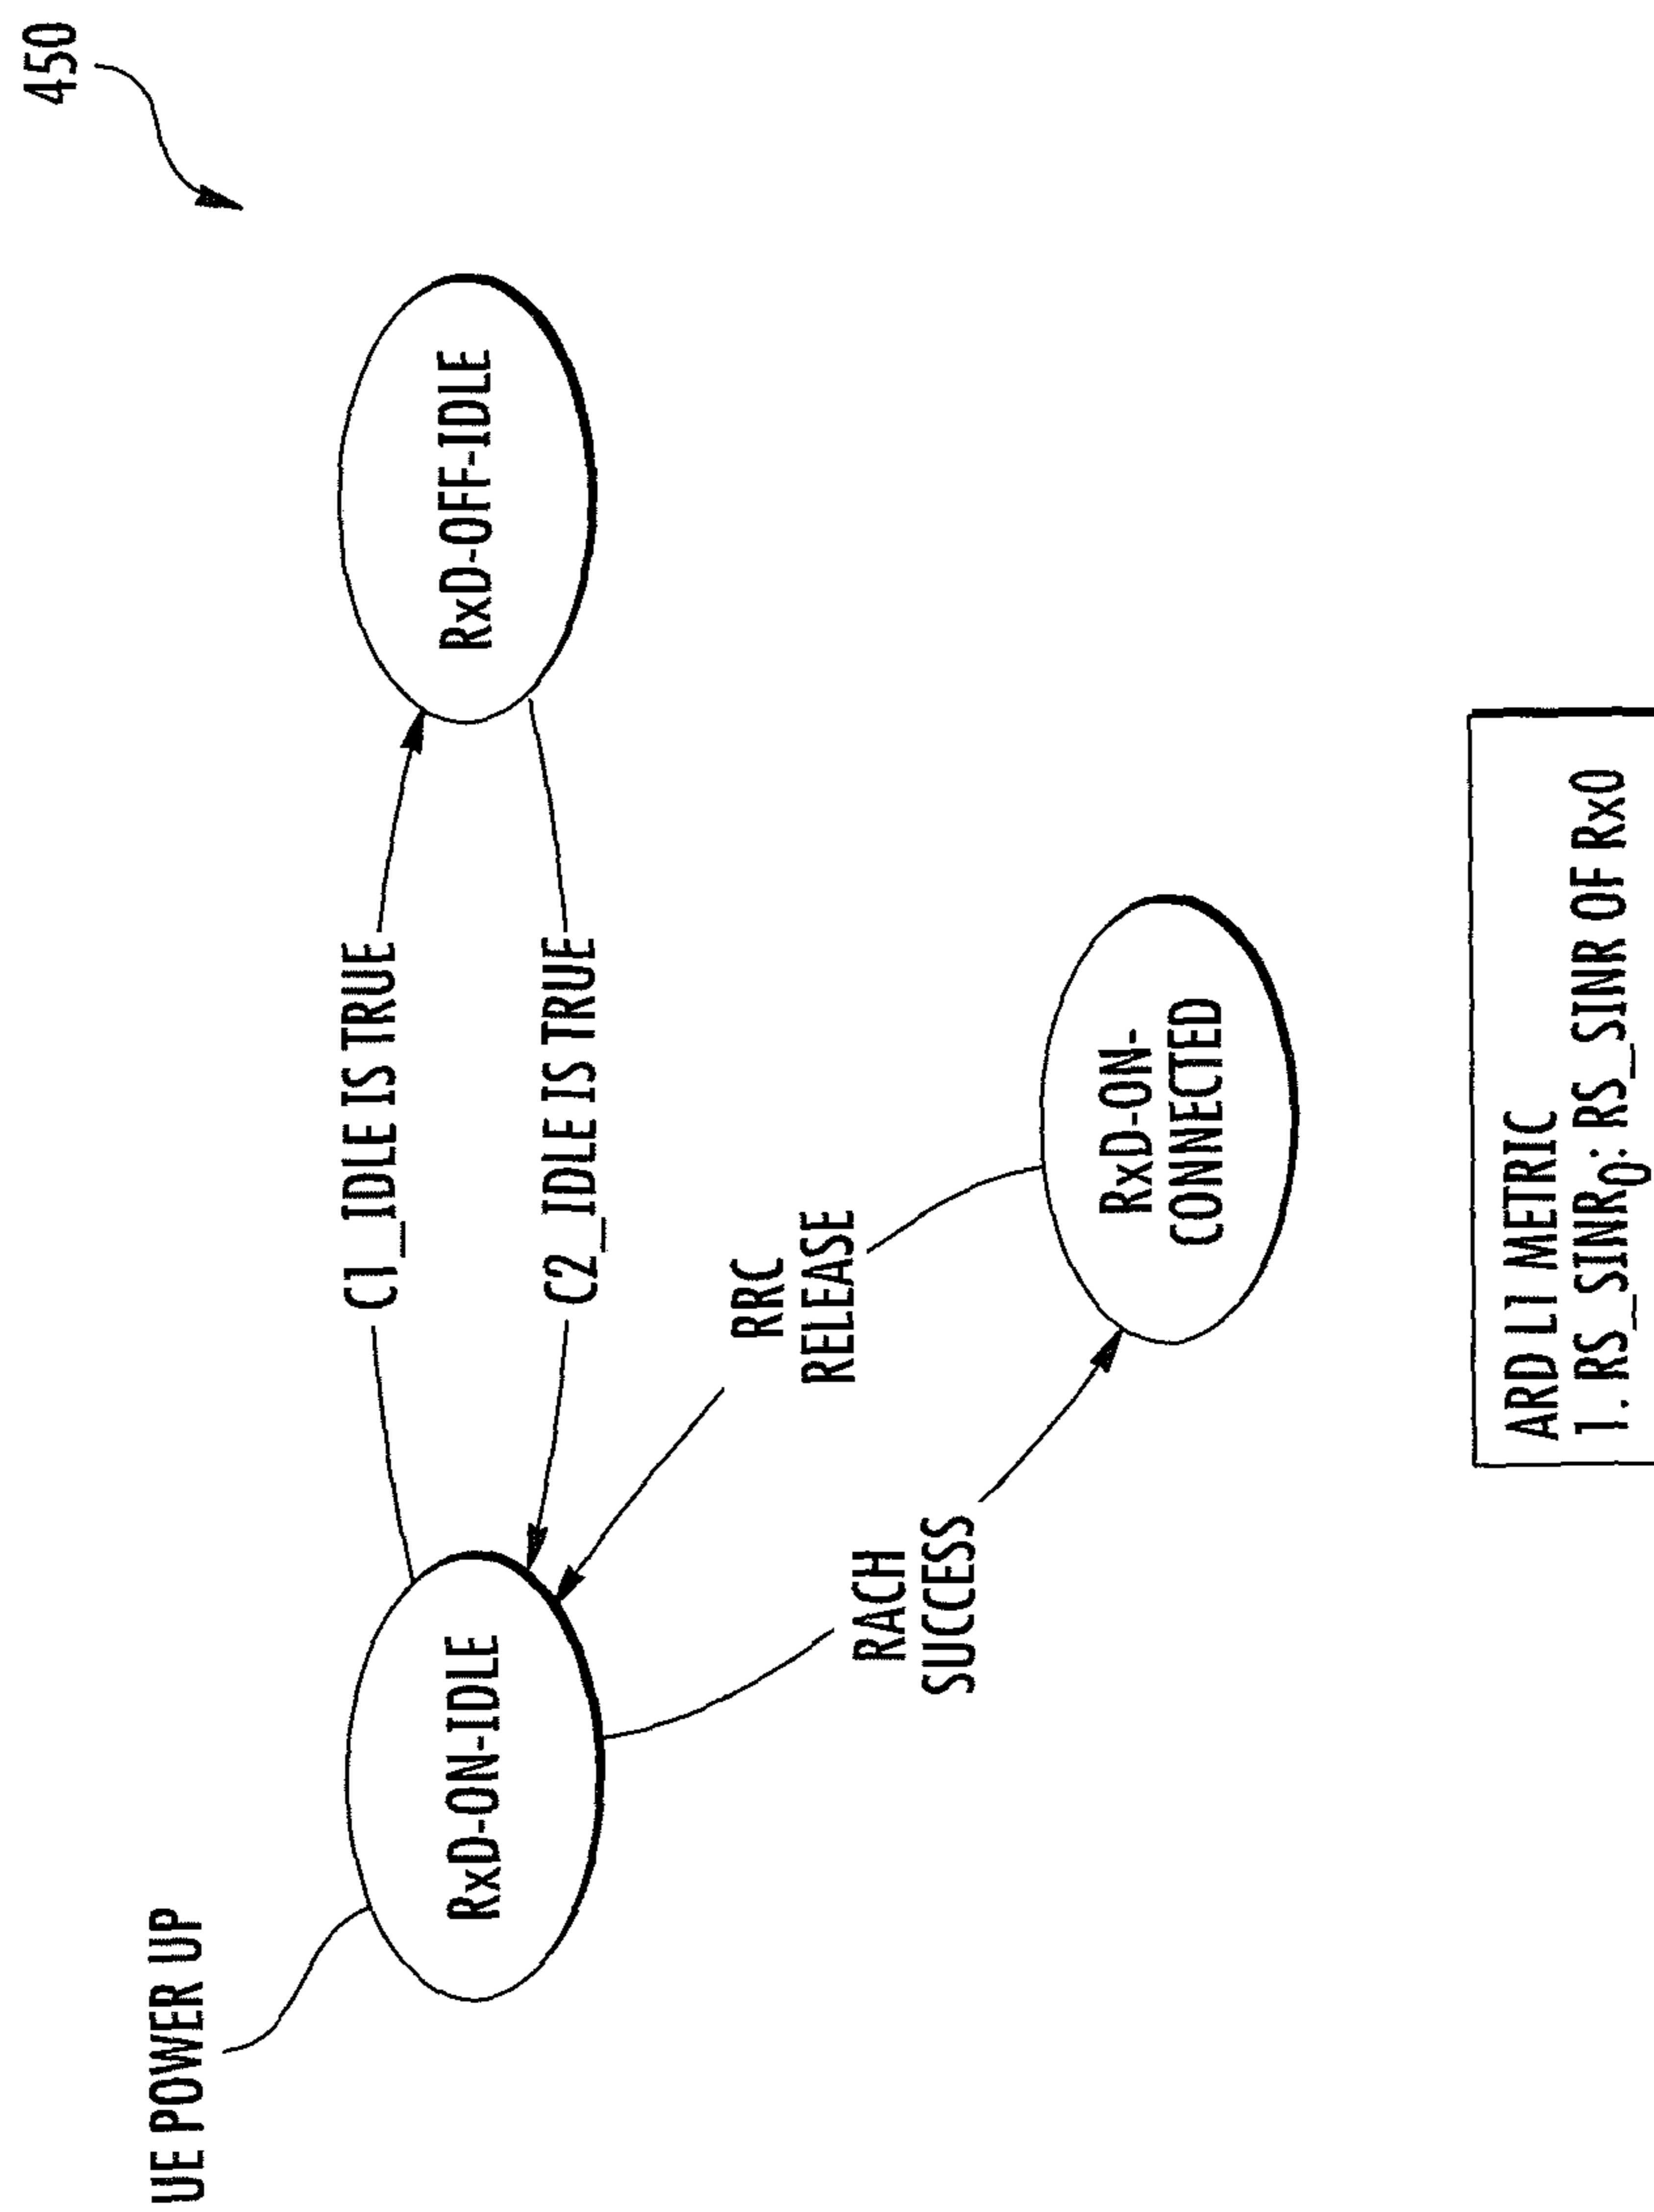 450
UE POWER UP
RxD-ON-IDLE
C1_IDLE IS TRUE
RxD-OFF-IDLE
C2_IDLE IS TRUE
RRC
RELEASE
RACH
SUCCESS
RxD-ON-
CONNECTED
ARD L1 METRIC
1. RS_SINR0: RS_SINR OF Rx0